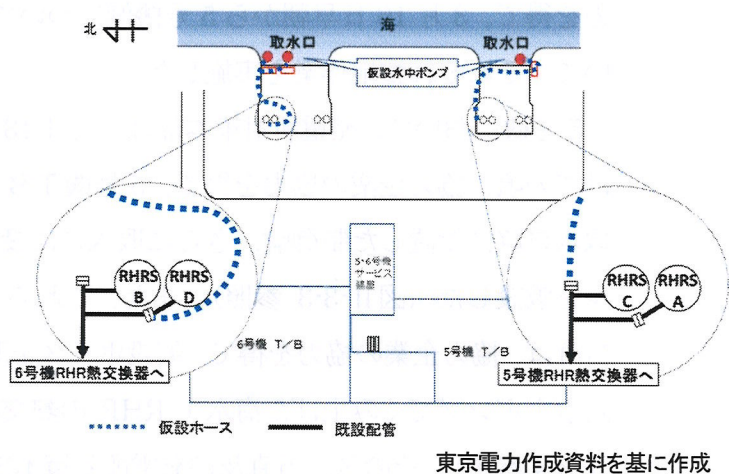 海
北
取水口
取水口
仮設水中ポンプ
5・6号機
サービス
建屋
RHRS
B
RHRS
D
RHRS
C
RHRS
A
6号機 T/B
5号機 T/B
6号機RHR熱交換器へ
5号機RHR熱交換器へ
仮設ホース
既設配管
東京電力作成資料を基に作成